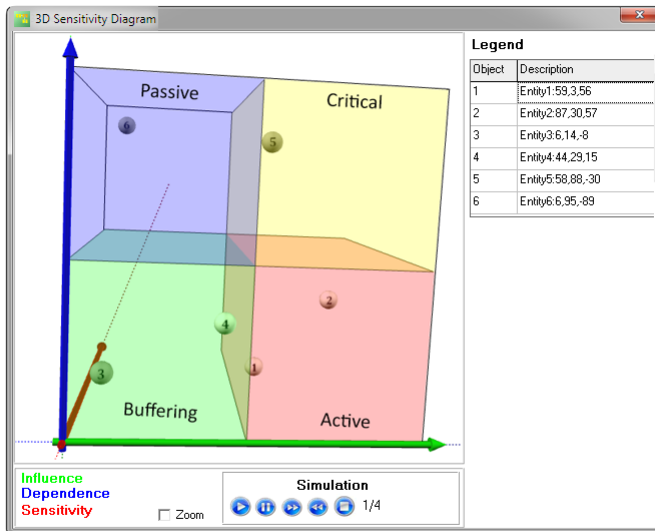 3D Sensitivity Diagram
Passive
Critical
6
5
2
4
1
3
Buffering
Active
Legend
Object Description
1 Entity1:59,3,56
2 Entity2:87,30,57
3 Entity3:6,14,-8
4 Entity4:44,29,15
5 Entity5:58,88,-30
6 Entity6:6,95,-89
Influence
Dependence
Sensitivity
Zoom
Simulation
1/4